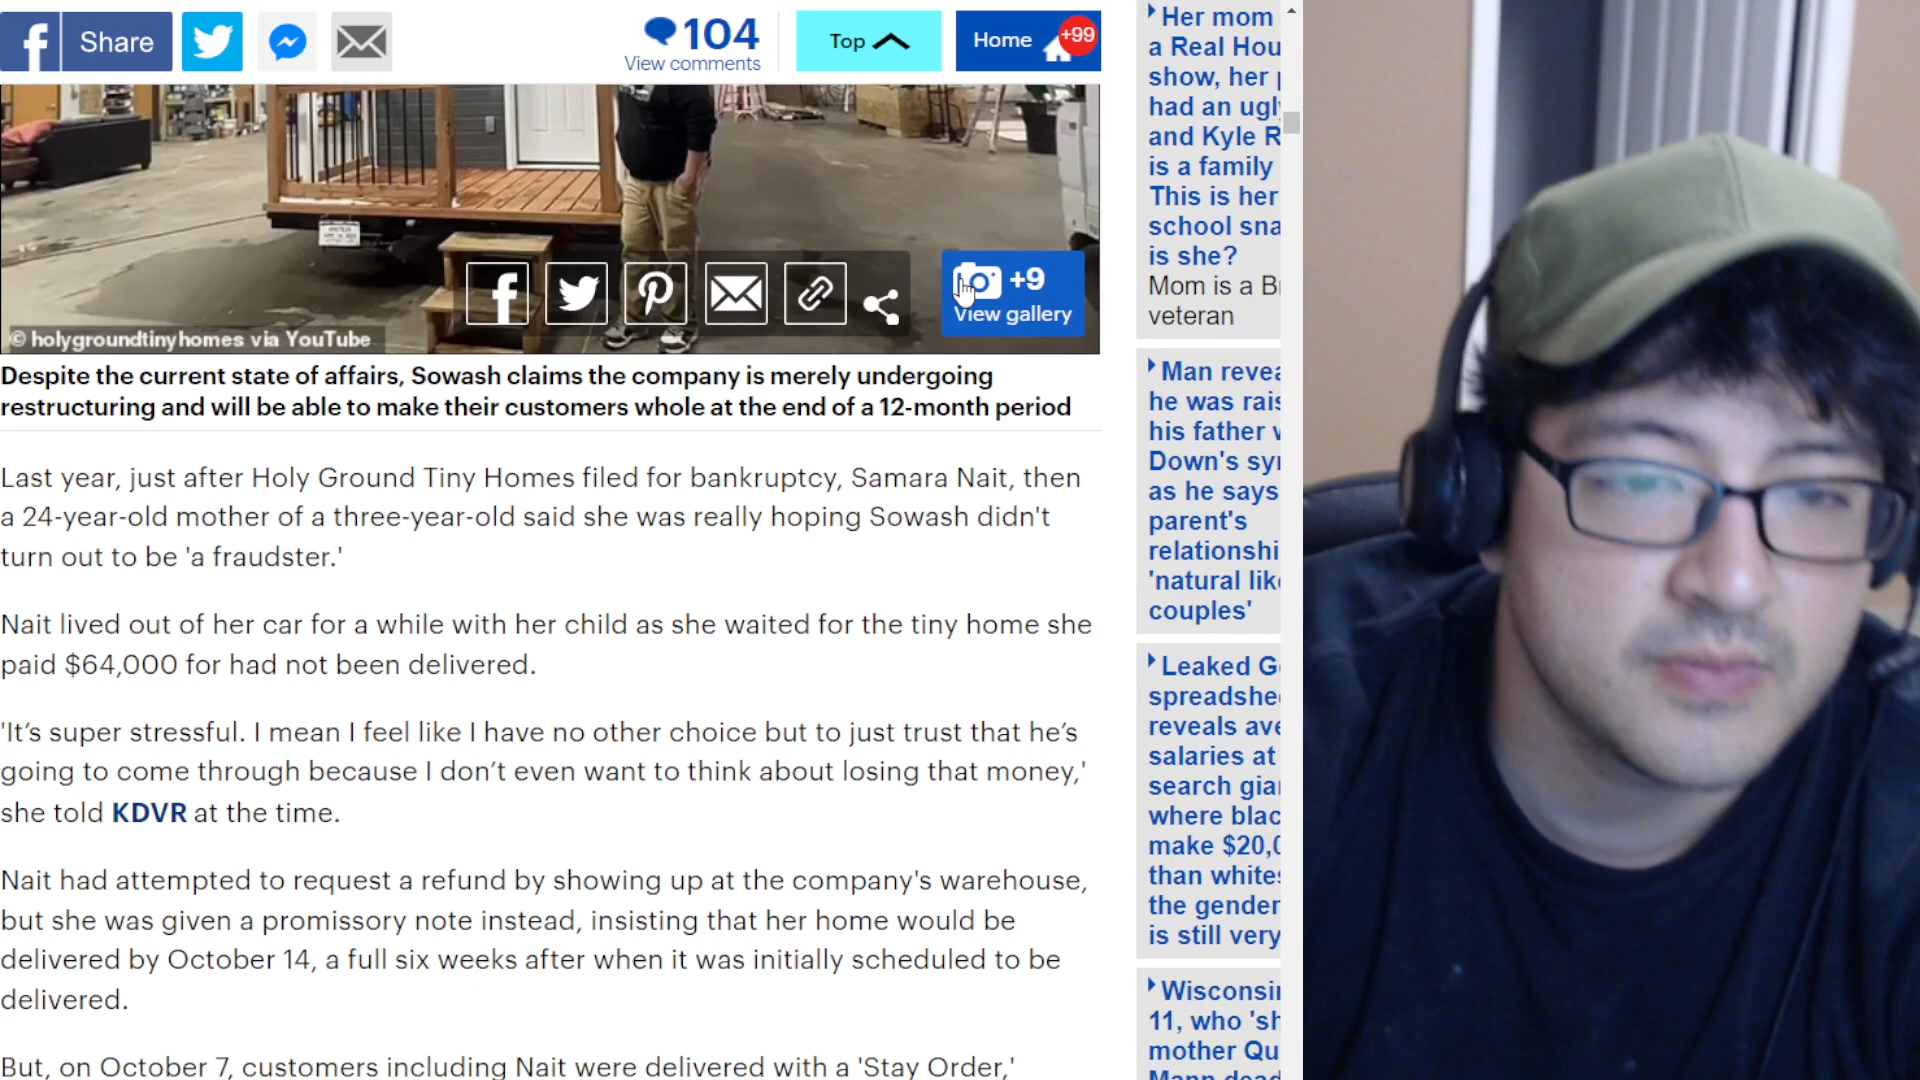 Share
104
View comments
Top
Home
+99
+9
View gallery
© holygroundtinyhomes via YouTube
Despite the current state of affairs, Sowash claims the company is merely undergoing
restructuring and will be able to make their customers whole at the end of a 12-month period
Last year, just after Holy Ground Tiny Homes filed for bankruptcy, Samara Nait, then
a 24-year-old mother of a three-year-old said she was really hoping Sowash didn't
turn out to be 'a fraudster.'
Nait lived out of her car for a while with her child as she waited for the tiny home she
paid $64,000 for had not been delivered.
'It’s super stressful. I mean I feel like I have no other choice but to just trust that he’s
going to come through because I don’t even want to think about losing that money,'
she told KDVR at the time.
Nait had attempted to request a refund by showing up at the company's warehouse,
but she was given a promissory note instead, insisting that her home would be
delivered by October 14, a full six weeks after when it was initially scheduled to be
delivered.
But, on October 7, customers including Nait were delivered with a 'Stay Order,'
Her mom
a Real Hou
show, her
had an ugl
and Kyle R
is a family
This is her
school sna
is she?
Mom is a B
veteran
Man revea
he was rais
his father
Down's syn
as he says
parent's
relationshi
'natural lik
couples'
Leaked G
spreadshe
reveals ave
salaries at
search gia
where blac
make $20,0
than whites
the gender
is still very
Wisconsin
11, who 'sh
mother Qu
Mann dead